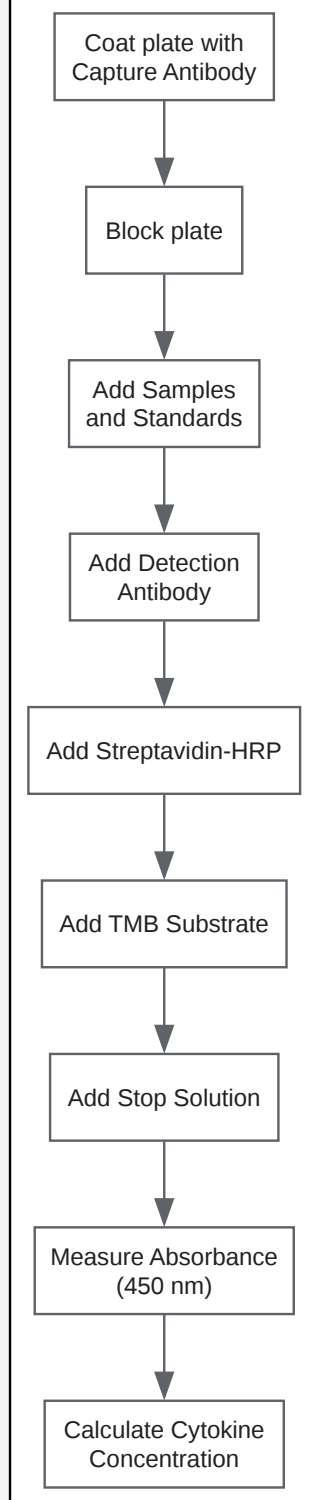 Coat plate with
Capture Antibody
Block plate
Add Samples
and Standards
Add Detection
Antibody
Add Streptavidin-HRP
Add TMB Substrate
Add Stop Solution
Measure Absorbance
(450 nm)
Calculate Cytokine
Concentration